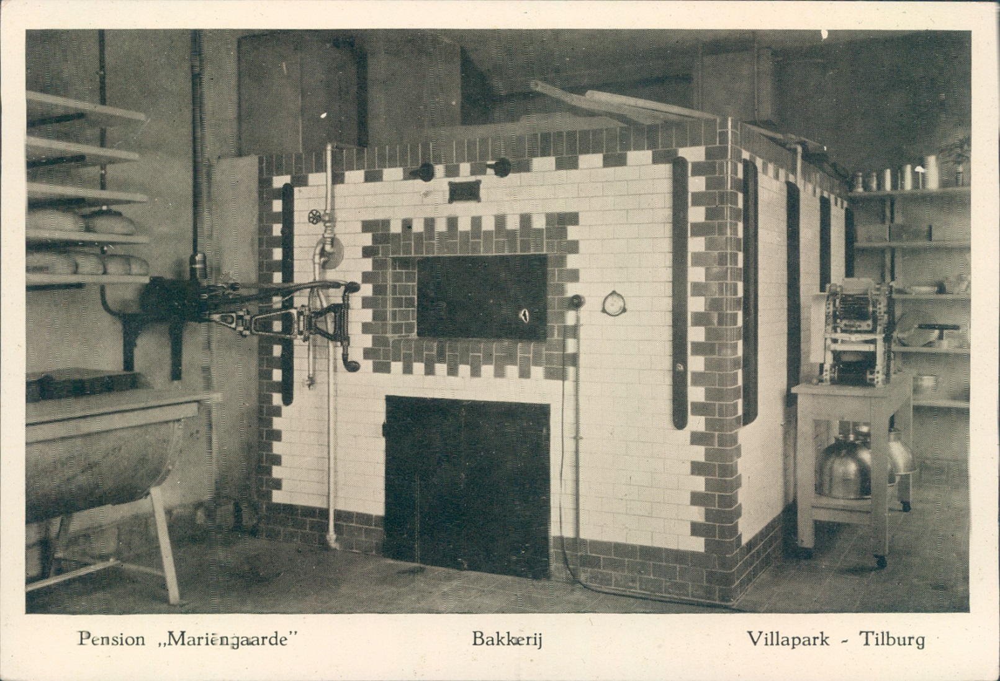 Pension „Mariëngaarde”
Bakkerij
Villapark - Tilburg